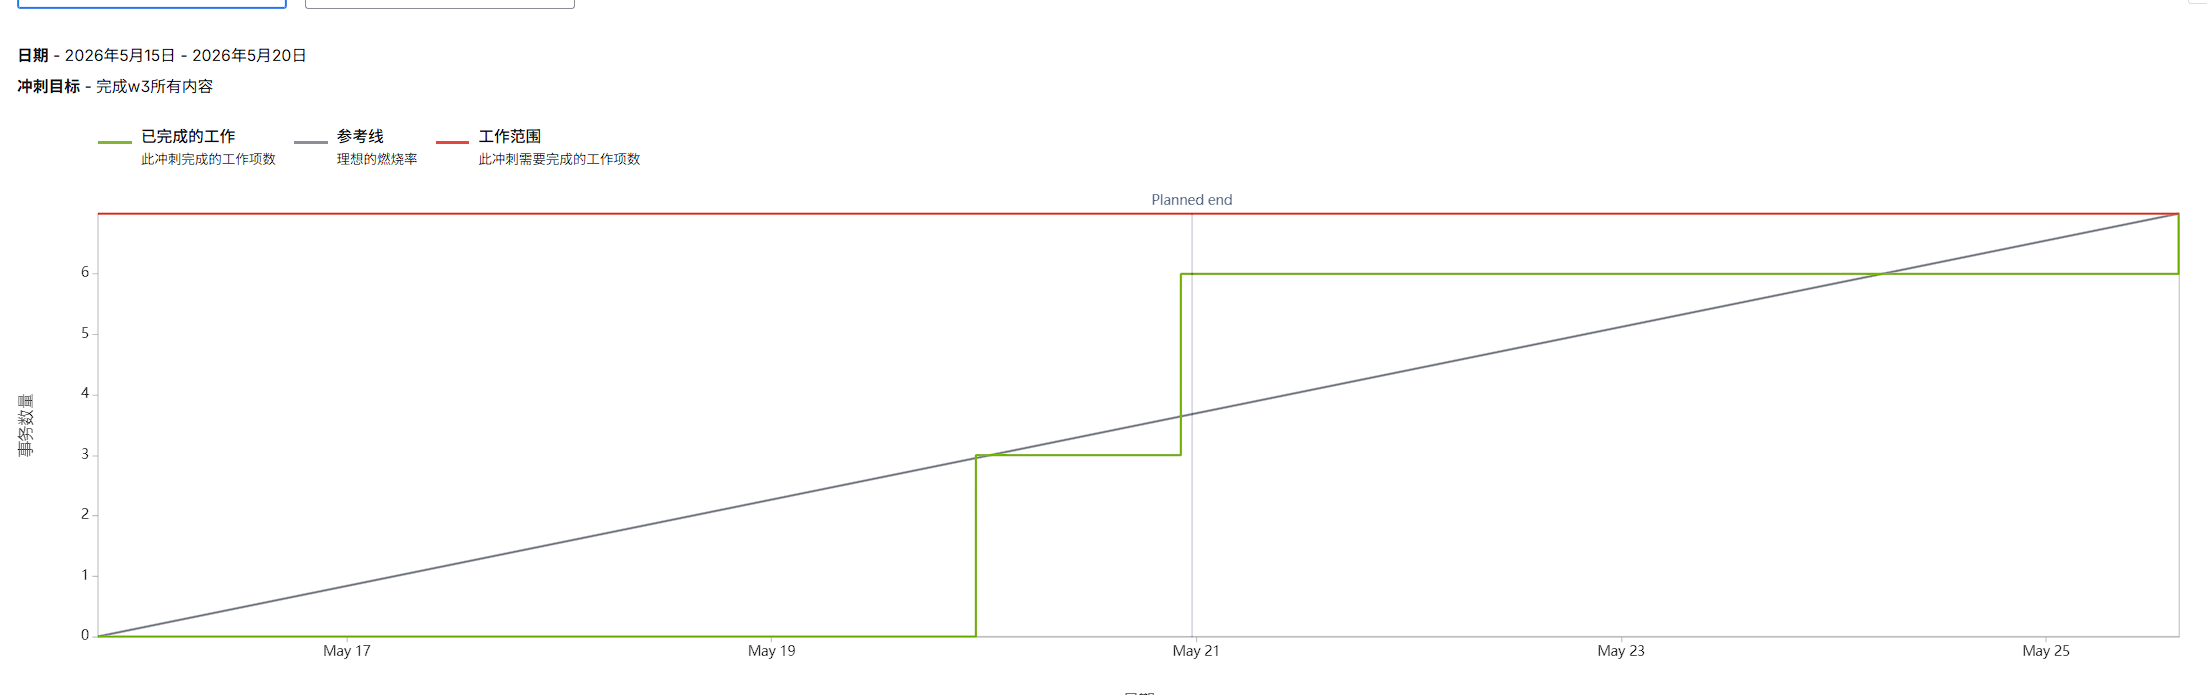 日期 - 2026年5月15日 - 2026年5月20日
冲刺目标 - 完成w3所有内容
已完成的工作
此冲刺完成的工作项数
参考线
理想的燃烧率
工作范围
此冲刺需要完成的工作项数
Planned end
6
5
4
3
2
1
0
事务数量
May 17
May 19
May 21
May 23
May 25